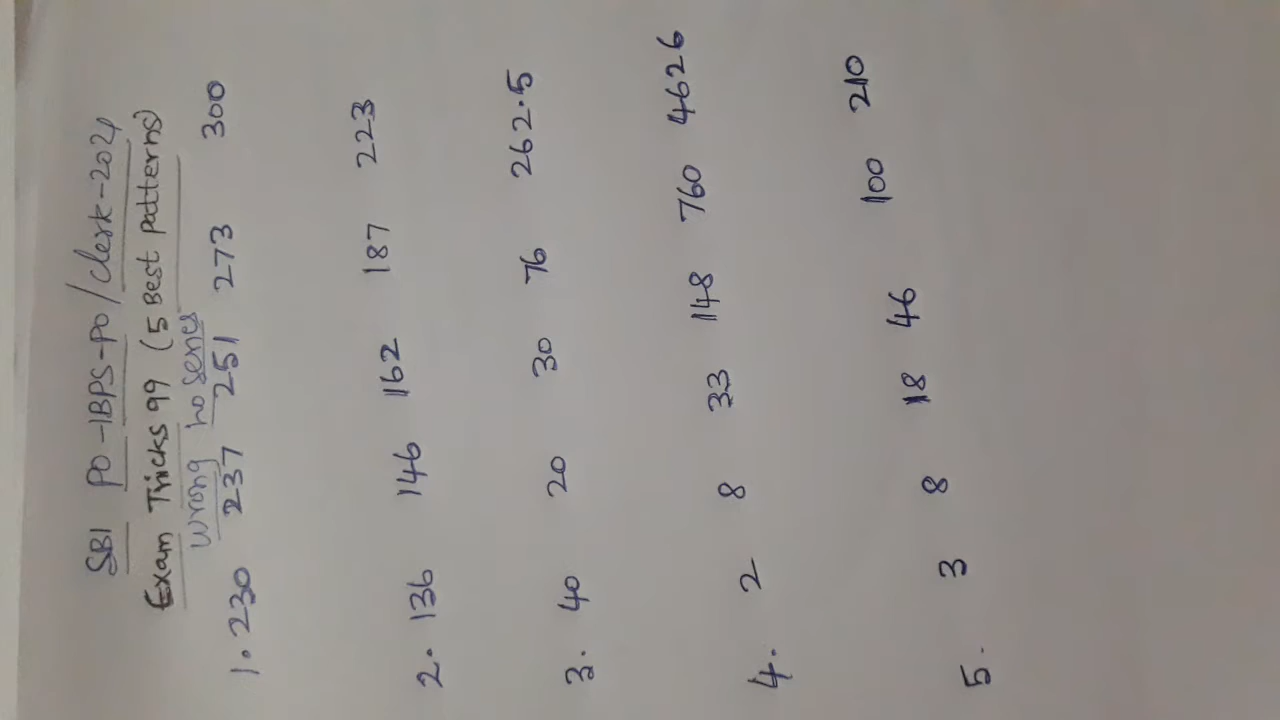 SBI PO-IBPS-PO/Clerk-2024
Exam Tricks 99 (5 Best Patterns)
Wrong no series
1. 230 237 251 273 300
2. 136 146 162 187 223
3. 40 20 30 76 262.5
4. 2 8 33 148 760 4626
5. 3 8 18 46 100 210